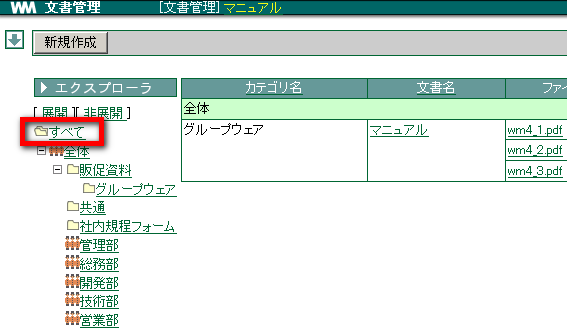 WM 文書管理 [文書管理] マニュアル
新規作成
エクスプローラ
[ 展開 ][ 非展開 ]
すべて
全体
販促資料
グループウェア
共通
社内規程フォーム
管理部
総務部
開発部
技術部
営業部
カテゴリ名 文書名 ファイ
全体
グループウェア マニュアル wm4_1.pdf
wm4_2.pdf
wm4_3.pdf